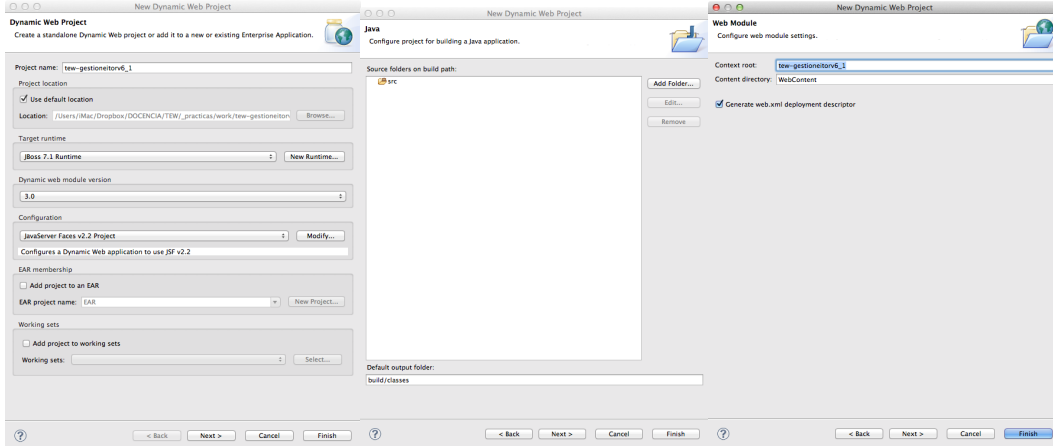 New Dynamic Web Project
Dynamic Web Project
Create a standalone Dynamic Web project or add it to a new or existing Enterprise Application.
Project name: tew-gestioneitorv6_1
Project location
Use default location
Location: /Users/iMac/Dropbox/DOCENCIA/TEW/_practicas/work/tew-gestioneitorv Browse...
Target runtime
JBoss 7.1 Runtime New Runtime...
Dynamic web module version
3.0
Configuration
JavaServer Faces v2.2 Project Modify...
Configures a Dynamic Web application to use JSF v2.2
EAR membership
Add project to an EAR
EAR project name: EAR New Project...
Working sets
Add project to working sets
Working sets: Select...
? < Back Next > Cancel Finish
New Dynamic Web Project
Java
Configure project for building a Java application.
Source folders on build path:
src
Add Folder...
Edit...
Remove
Default output folder:
build/classes
? < Back Next > Cancel Finish
New Dynamic Web Project
Web Module
Configure web module settings.
Context root: tew-gestioneitorv6_1
Content directory: WebContent
Generate web.xml deployment descriptor
? < Back Next > Cancel Finish